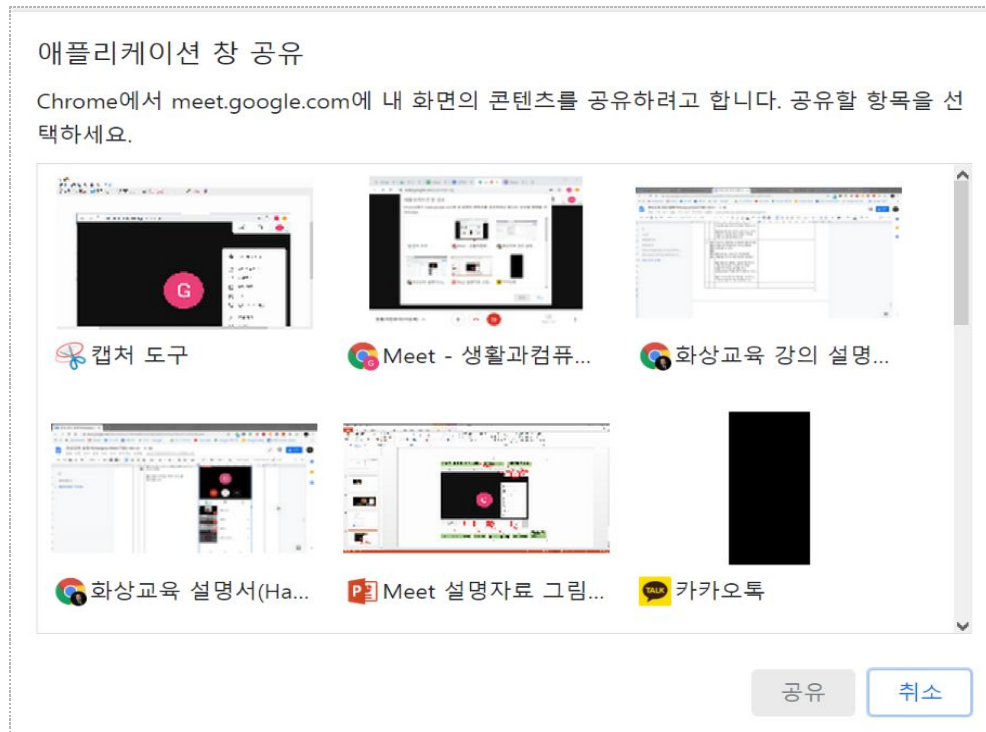 애플리케이션 창 공유
Chrome에서 meet.google.com에 내 화면의 콘텐츠를 공유하려고 합니다. 공유할 항목을 선
택하세요.
캡처 도구
Meet - 생활과컴퓨...
화상교육 강의 설명...
화상교육 설명서(Ha...
Meet 설명자료 그림...
TALK
카카오톡
공유
취소